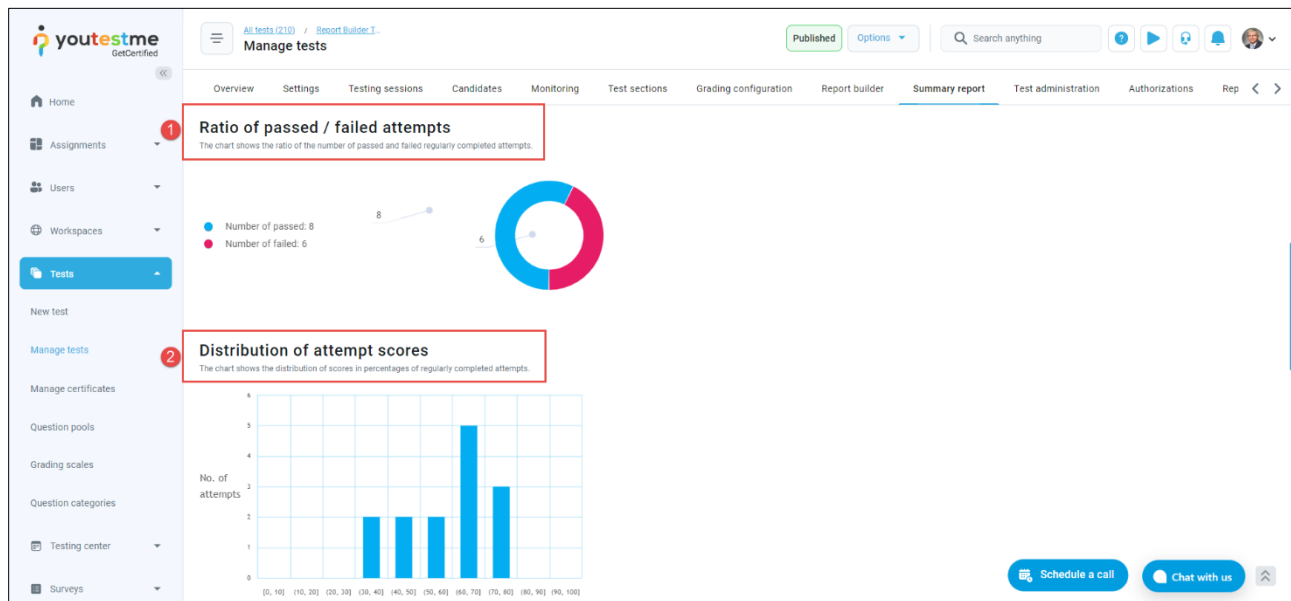 youtestme
GetCertified
All tests (210) / Report Builder T...
Manage tests
Published
Options
Search anything
?
Home
Assignments
Users
Workspaces
Tests
New test
Manage tests
Manage certificates
Question pools
Grading scales
Question categories
Testing center
Surveys
Overview Settings Testing sessions Candidates Monitoring Test sections Grading configuration Report builder Summary report Test administration Authorizations Rep
1
Ratio of passed / failed attempts
The chart shows the ratio of the number of passed and failed regularly completed attempts.
Number of passed: 8
Number of failed: 6
8
6
2
Distribution of attempt scores
The chart shows the distribution of scores in percentages of regularly completed attempts.
No. of
attempts
6
5
4
3
2
1
0
[0, 10] (10, 20] (20, 30] (30, 40] (40, 50] (50, 60] (60, 70] (70, 80] (80, 90] (90, 100]
Schedule a call
Chat with us